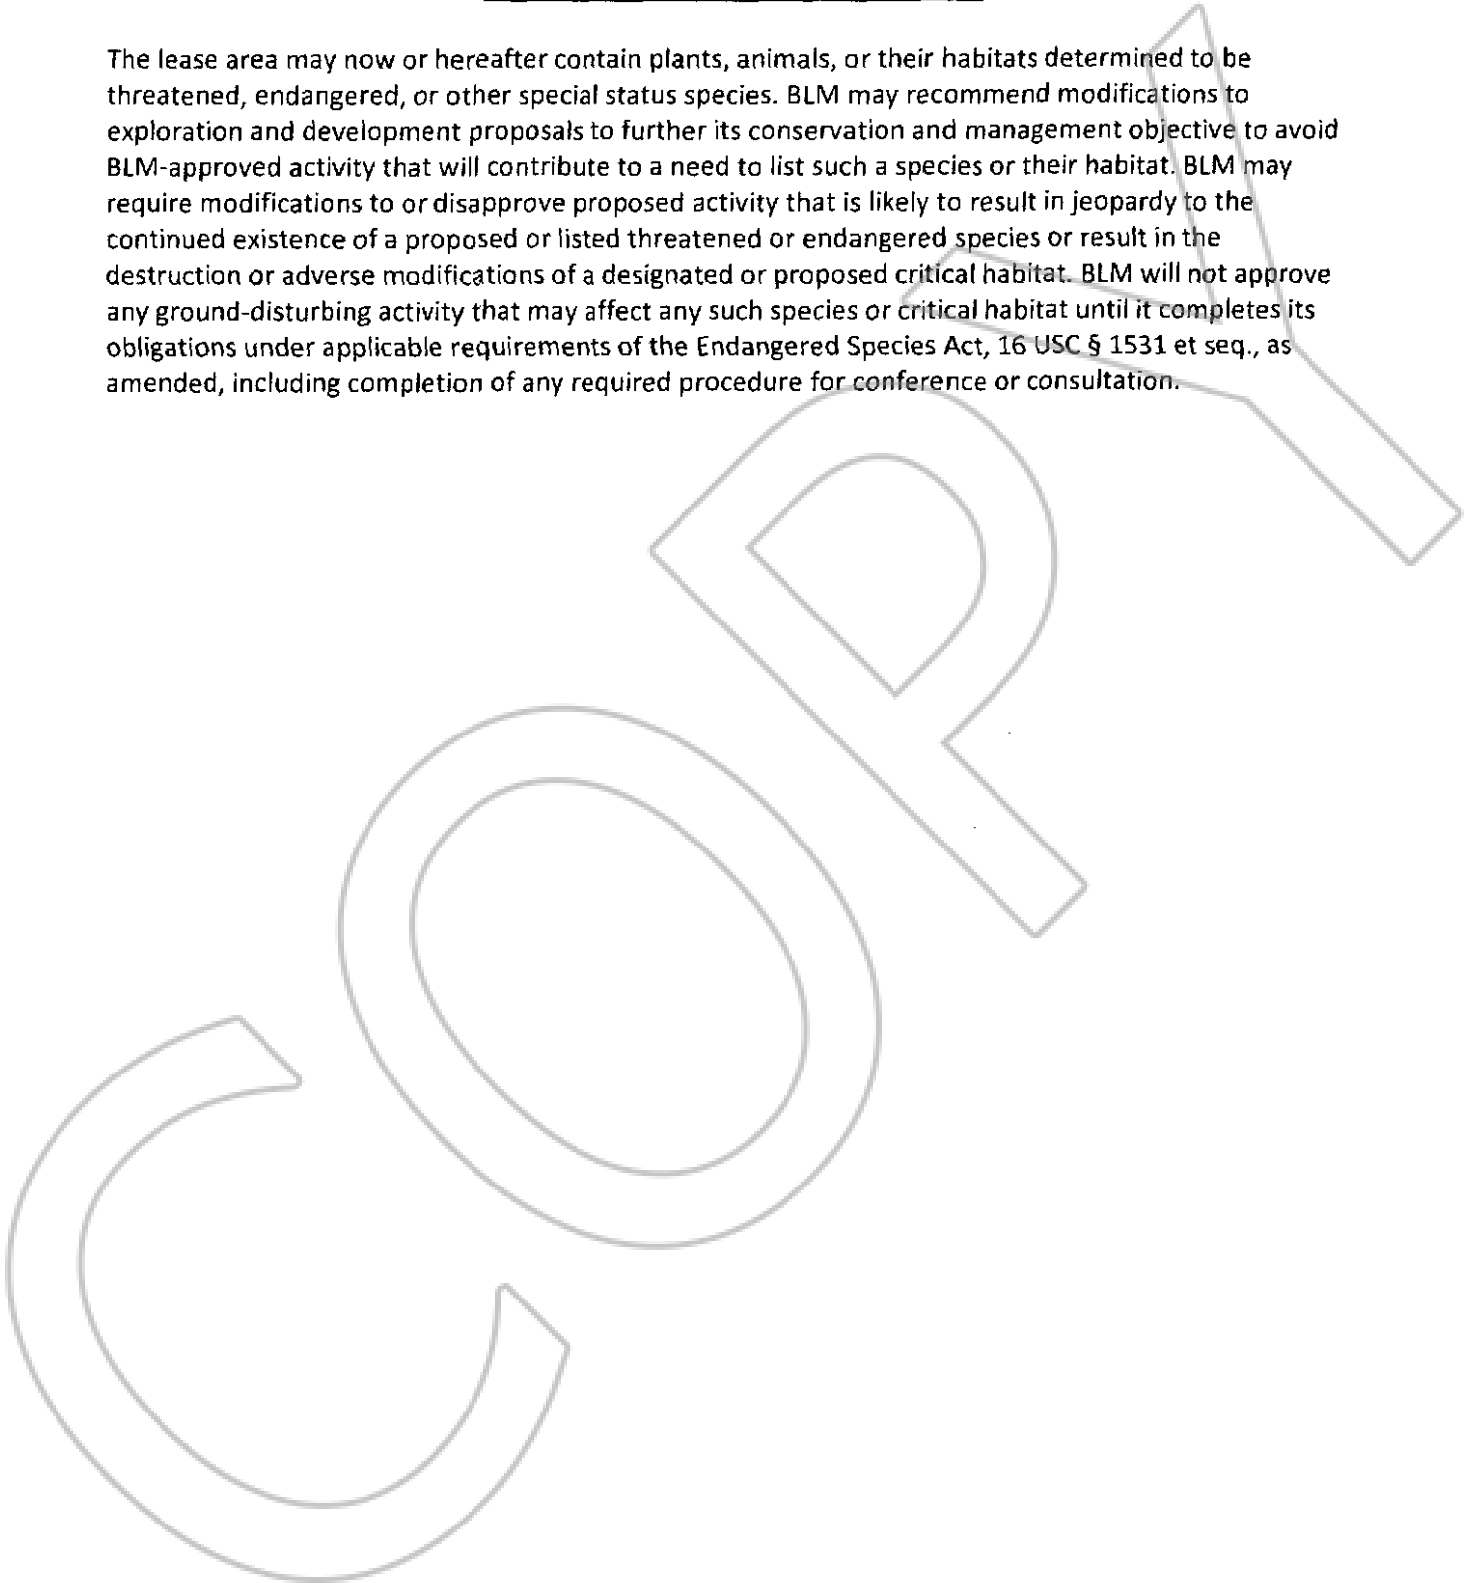 The lease area may now or hereafter contain plants, animals, or their habitats determined to be
threatened, endangered, or other special status species. BLM may recommend modifications to
exploration and development proposals to further its conservation and management objective to avoid
BLM-approved activity that will contribute to a need to list such a species or their habitat. BLM may
require modifications to or disapprove proposed activity that is likely to result in jeopardy to the
continued existence of a proposed or listed threatened or endangered species or result in the
destruction or adverse modifications of a designated or proposed critical habitat. BLM will not approve
any ground-disturbing activity that may affect any such species or critical habitat until it completes its
obligations under applicable requirements of the Endangered Species Act, 16 USC § 1531 et seq., as
amended, including completion of any required procedure for conference or consultation.
COPY